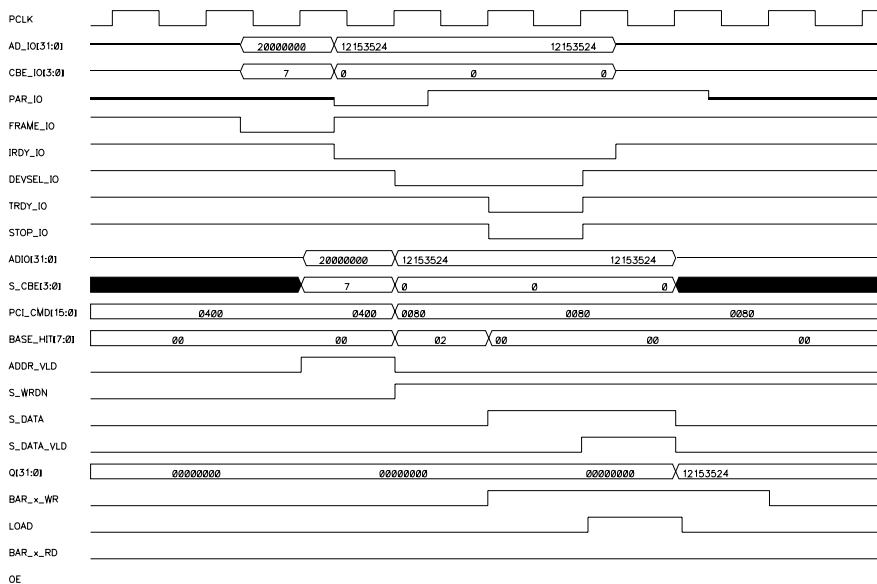 PCLK
AD_IO[31:0] 20000000 12153524 12153524
CBE_IO[3:0] 7 0 0 0
PAR_IO
FRAME_IO
IRDY_IO
DEVSEL_IO
TRDY_IO
STOP_IO
ADIO[31:0] 20000000 12153524 12153524
S_CBE[3:0] 7 0 0 0
PCI_CMD[15:0] 0400 0400 0080 0080 0080
BASE_HIT[7:0] 00 00 02 00 00 00
ADDR_VLD
S_WRDN
S_DATA
S_DATA_VLD
Q[31:0] 00000000 00000000 00000000 12153524
BAR_x_WR
LOAD
BAR_x_RD
OE